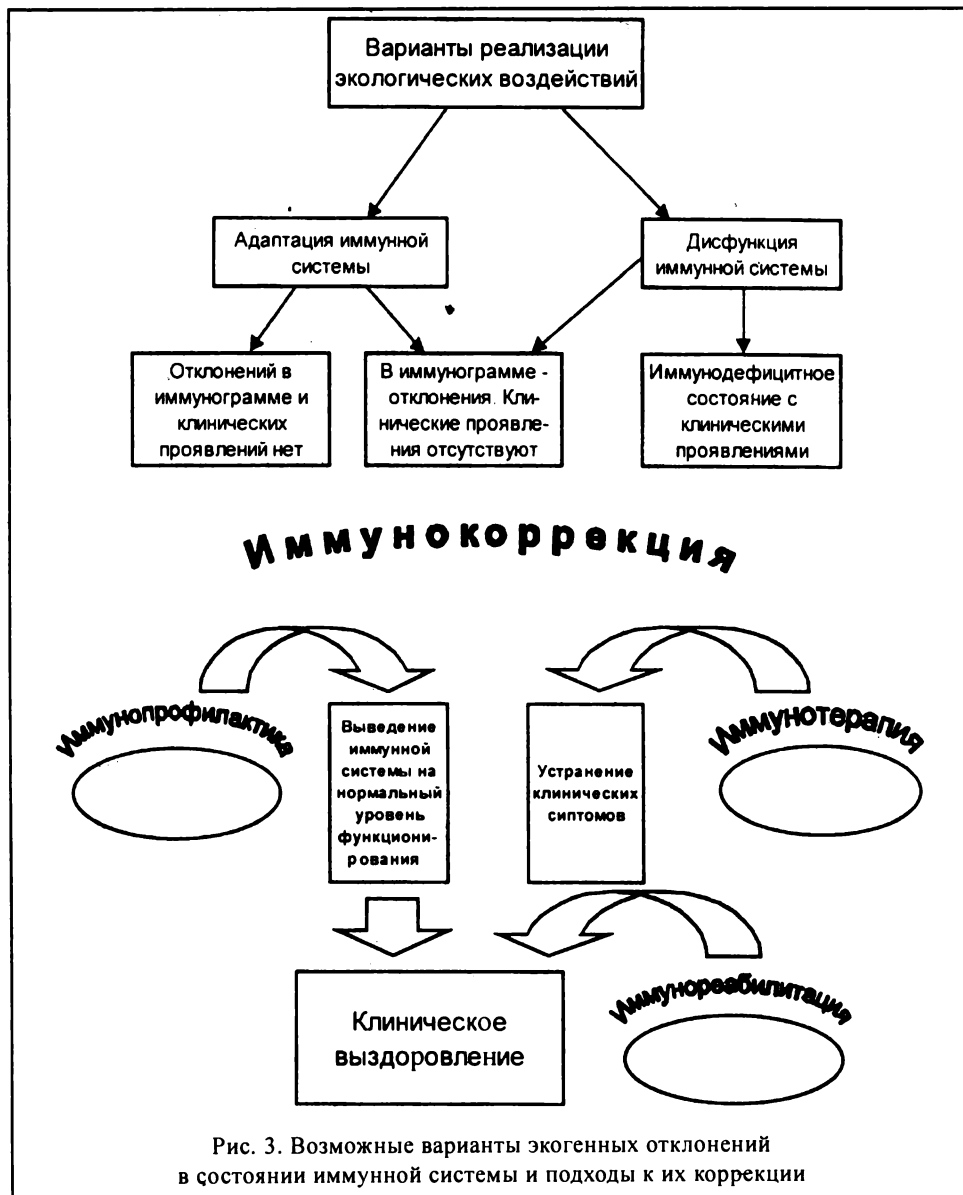 Варианты реализации
экологических воздействий
Адаптация иммунной
системы
Дисфункция
иммунной системы
Отклонений в
иммунограмме и
клинических
проявлений нет
В иммунограмме -
отклонения. Кли-
нические проявле-
ния отсутствуют
Иммунодефицитное
состояние с
клиническими
проявлениями
Иммунокоррекция
Иммунопрофилактика
Выведение
иммунной
системы на
нормальный
уровень
функциони-
рования
Устранение
клинических
сиптомов
Иммунотерапия
Клиническое
выздоровление
Иммунореабилитация
Рис. 3. Возможные варианты экогенных отклонений
в состоянии иммунной системы и подходы к их коррекции